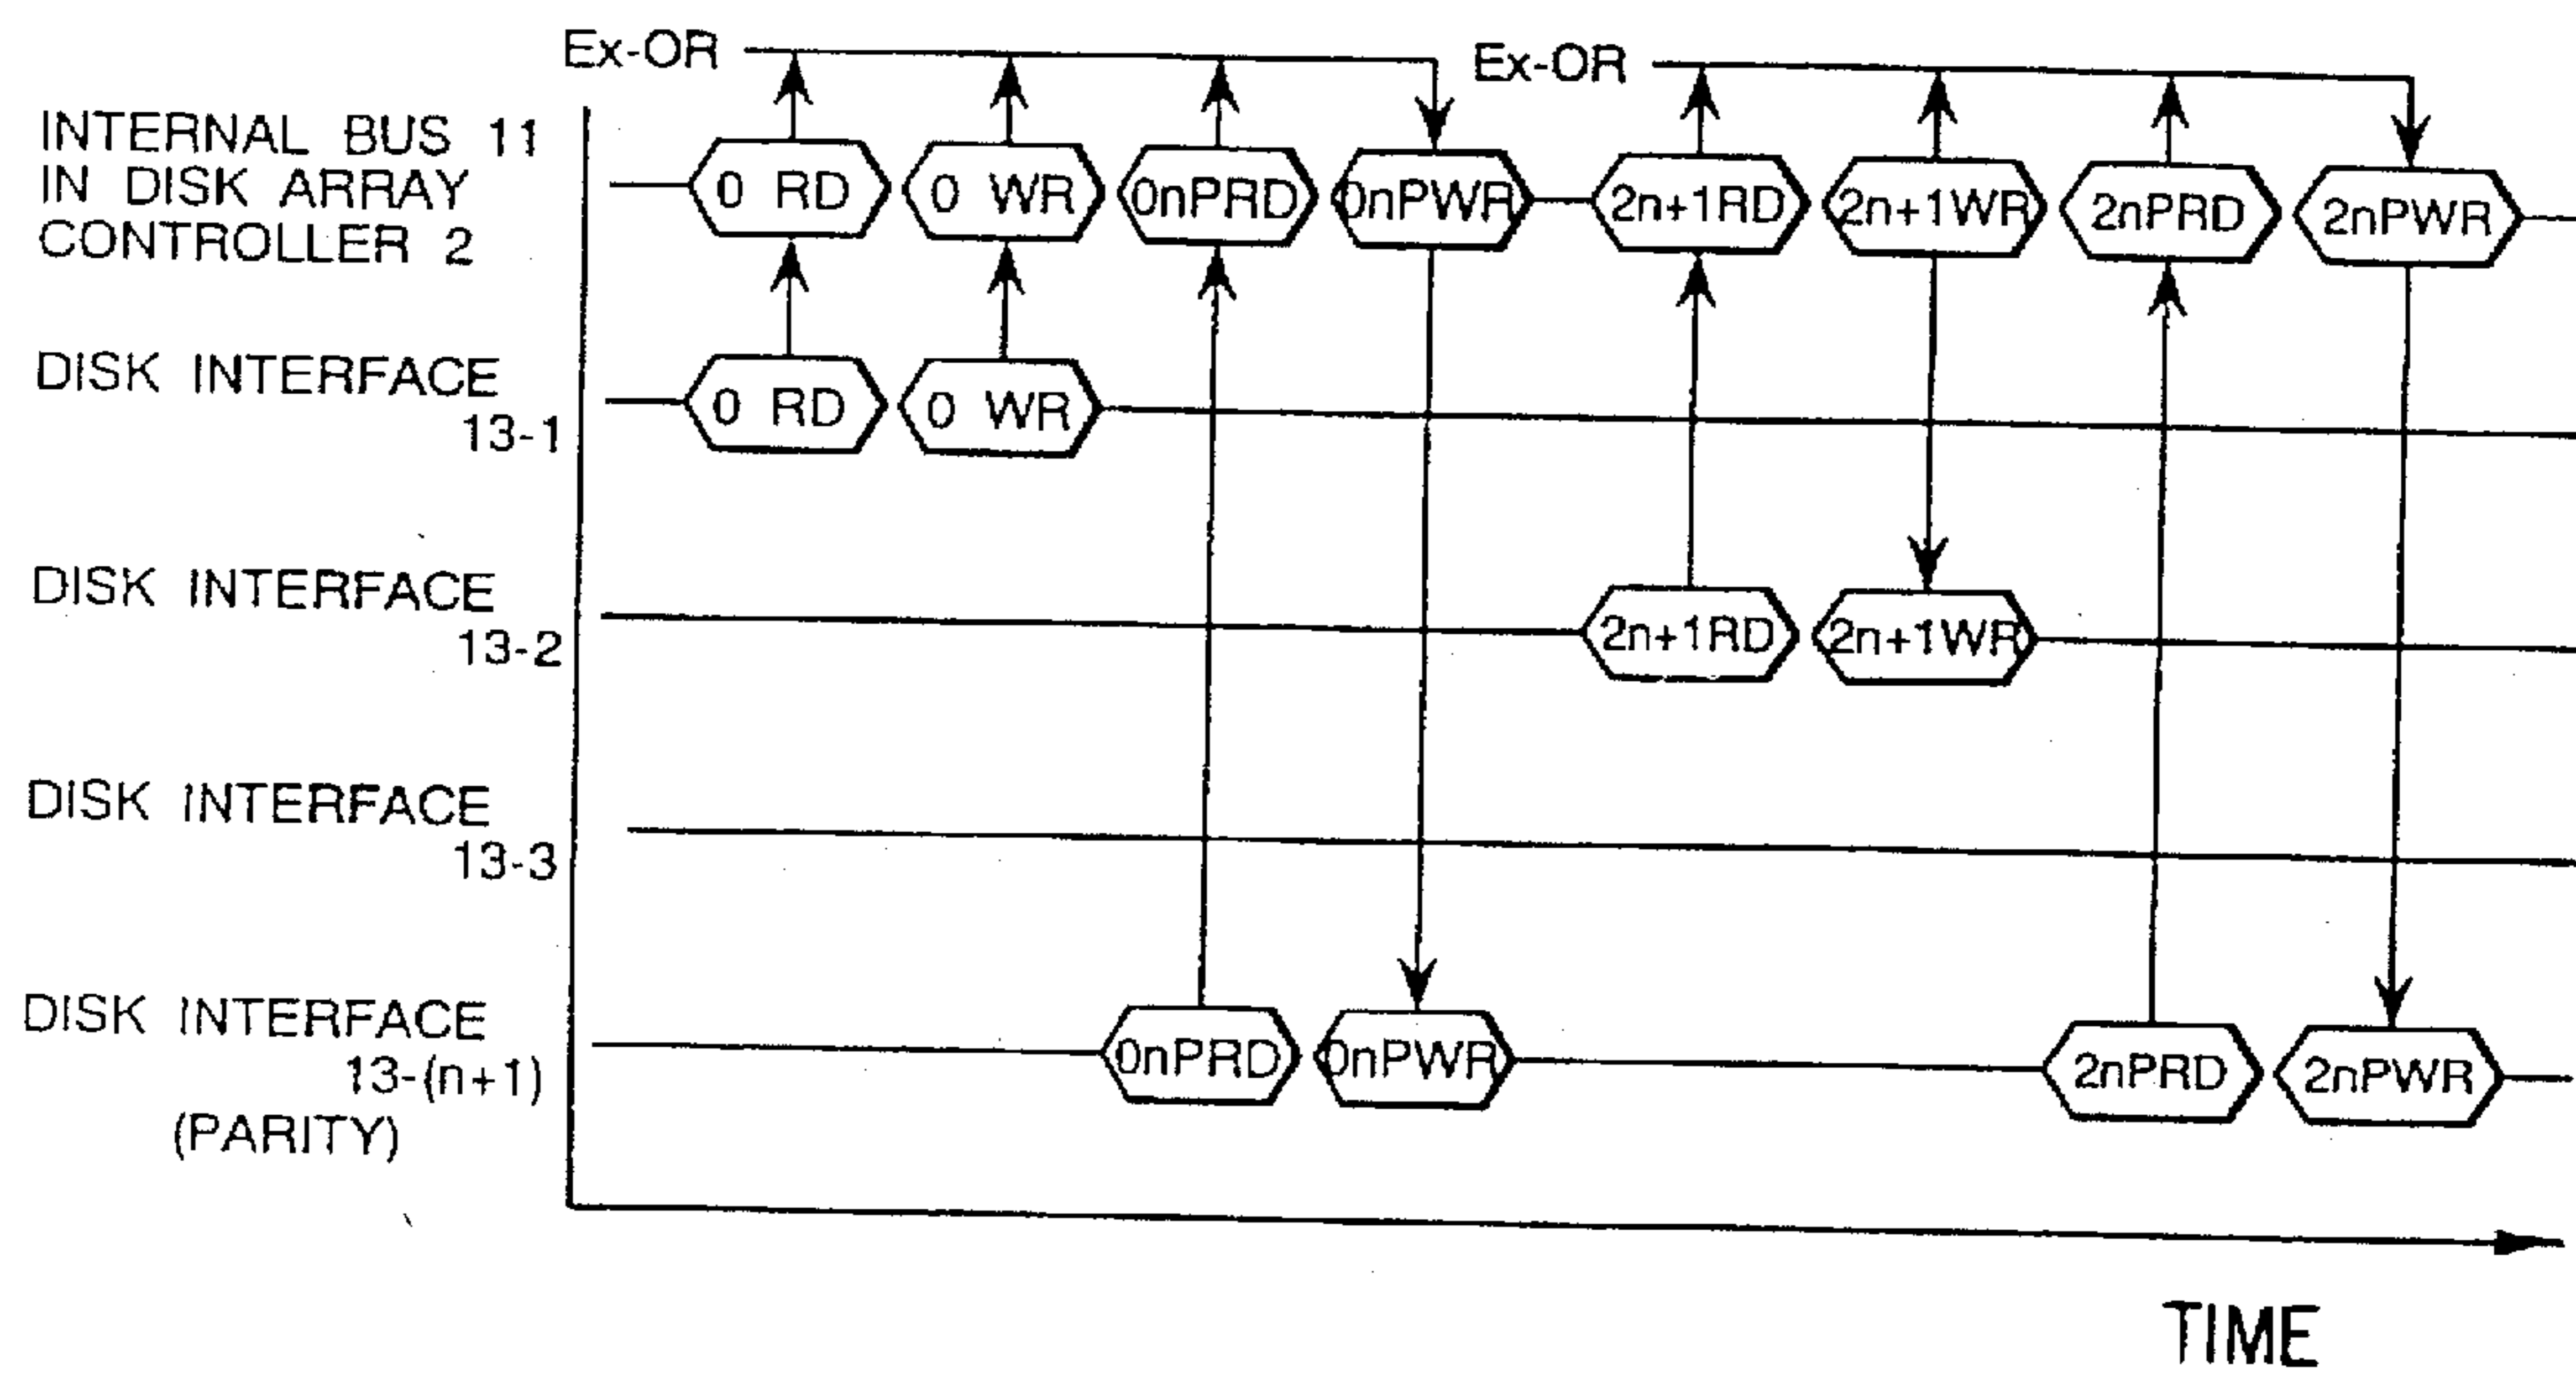 Ex-OR
Ex-OR
INTERNAL BUS 11
IN DISK ARRAY
CONTROLLER 2
0 RD
0 WR
0nPRD
0nPWR
2n+1RD
2n+1WR
2nPRD
2nPWR
DISK INTERFACE
13-1
0 RD
0 WR
DISK INTERFACE
13-2
2n+1RD
2n+1WR
DISK INTERFACE
13-3
DISK INTERFACE
13-(n+1)
(PARITY)
0nPRD
0nPWR
2nPRD
2nPWR
TIME